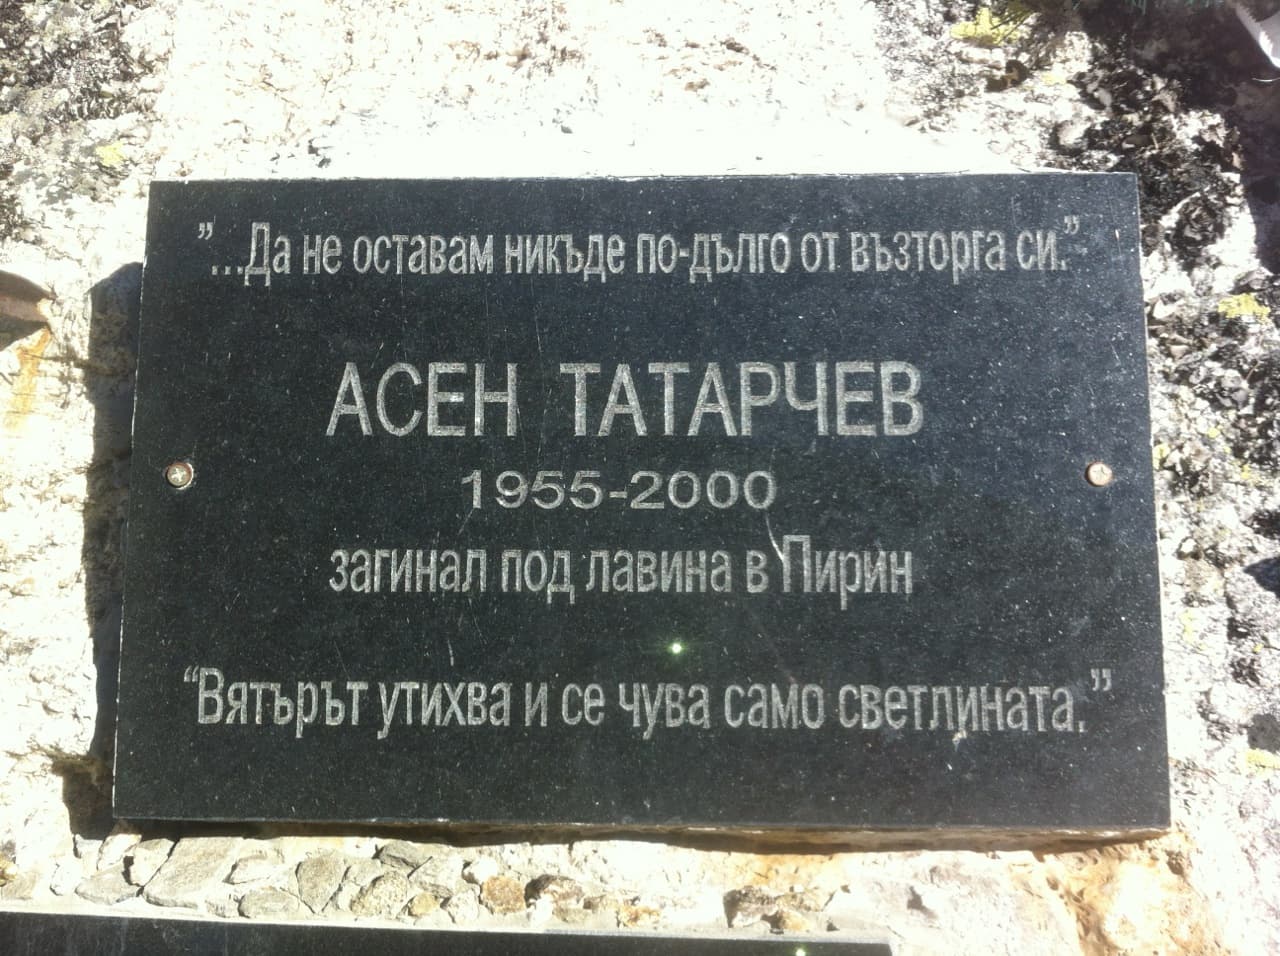 ”...Да не оставам никъде по-дълго от възторга си.”
АСЕН ТАТАРЧЕВ
1955-2000
загинал под лавина в Пирин
“Вятърът утихва и се чува само светлината.”